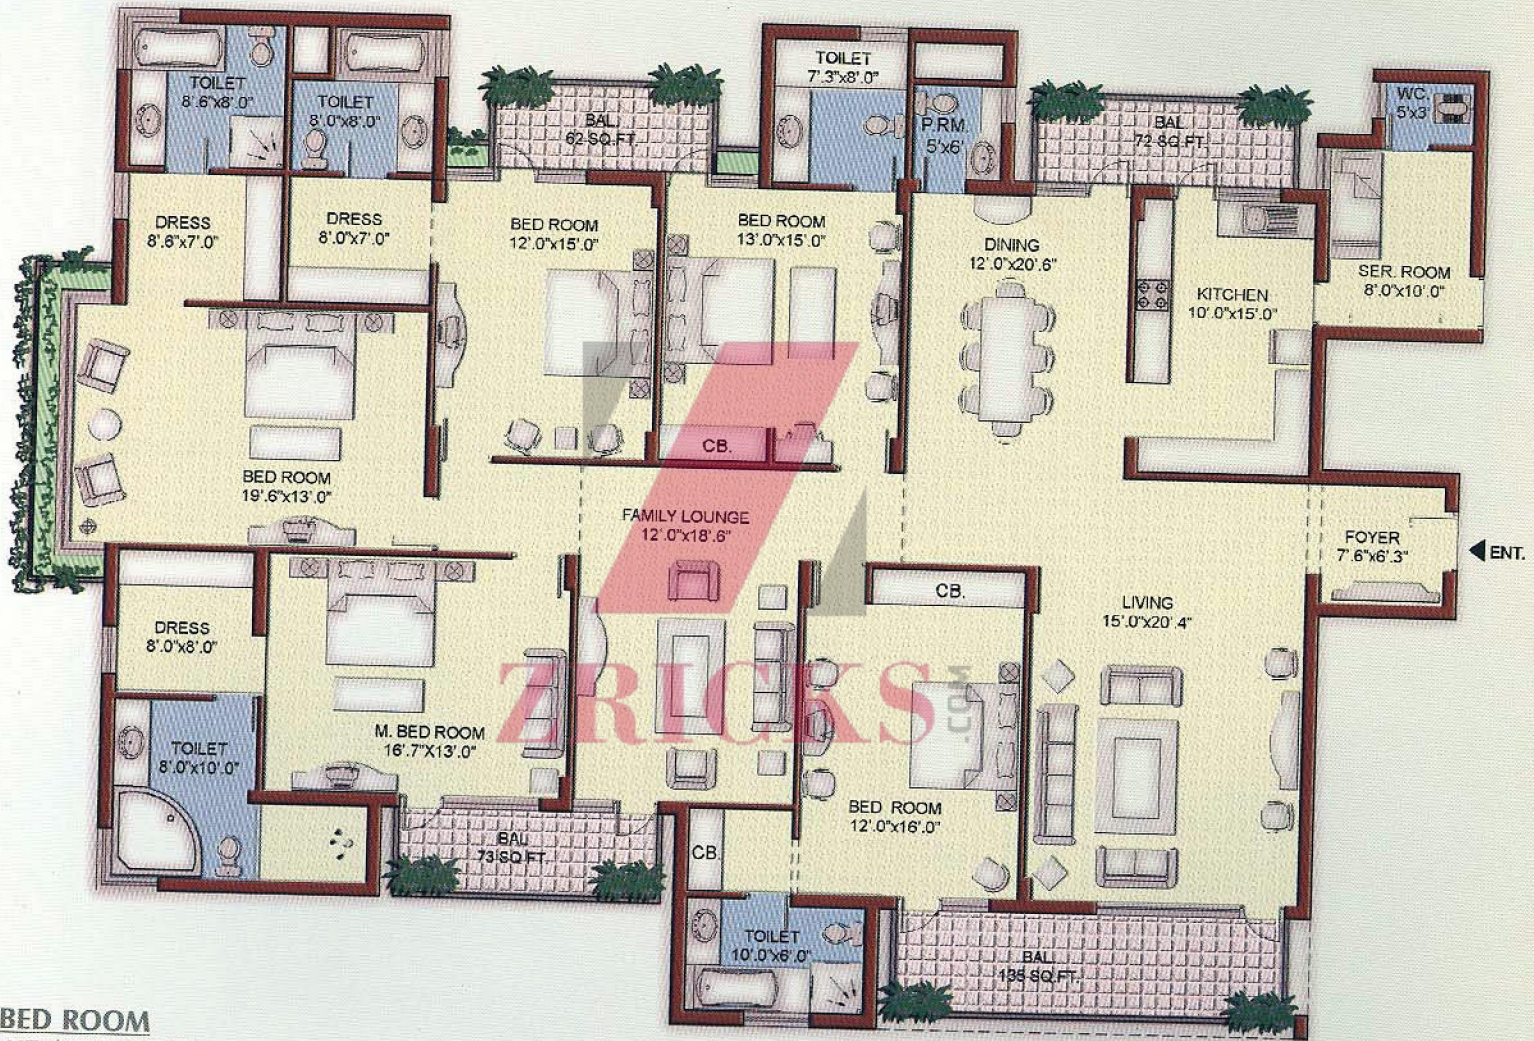 TOILET
8'.6"x8'.0"
TOILET
8'.0"x8'.0"
BAL.
62 SQ.FT.
TOILET
7'.3"x8'.0"
P.RM.
5'x6'
BAL.
72 SQ.FT.
WC.
5'x3'
DRESS
8'.6"x7'.0"
DRESS
8'.0"x7'.0"
BED ROOM
12'.0"x15'.0"
BED ROOM
13'.0"x15'.0"
DINING
12'.0"x20'.6"
KITCHEN
10'.0"x15'.0"
SER. ROOM
8'.0"x10'.0"
CB.
BED ROOM
19'.6"x13'.0"
FAMILY LOUNGE
12'.0"x18'.6"
FOYER
7'.6"x6'.3"
ENT.
CB.
LIVING
15'.0"x20'.4"
DRESS
8'.0"x8'.0"
M. BED ROOM
16'.7"X13'.0"
ZRICKS
.COM
TOILET
8'.0"x10'.0"
BED ROOM
12'.0"x16'.0"
BAL.
73 SQ.FT.
CB.
TOILET
10'.0"x6'.0"
BAL.
135 SQ.FT.
BED ROOM